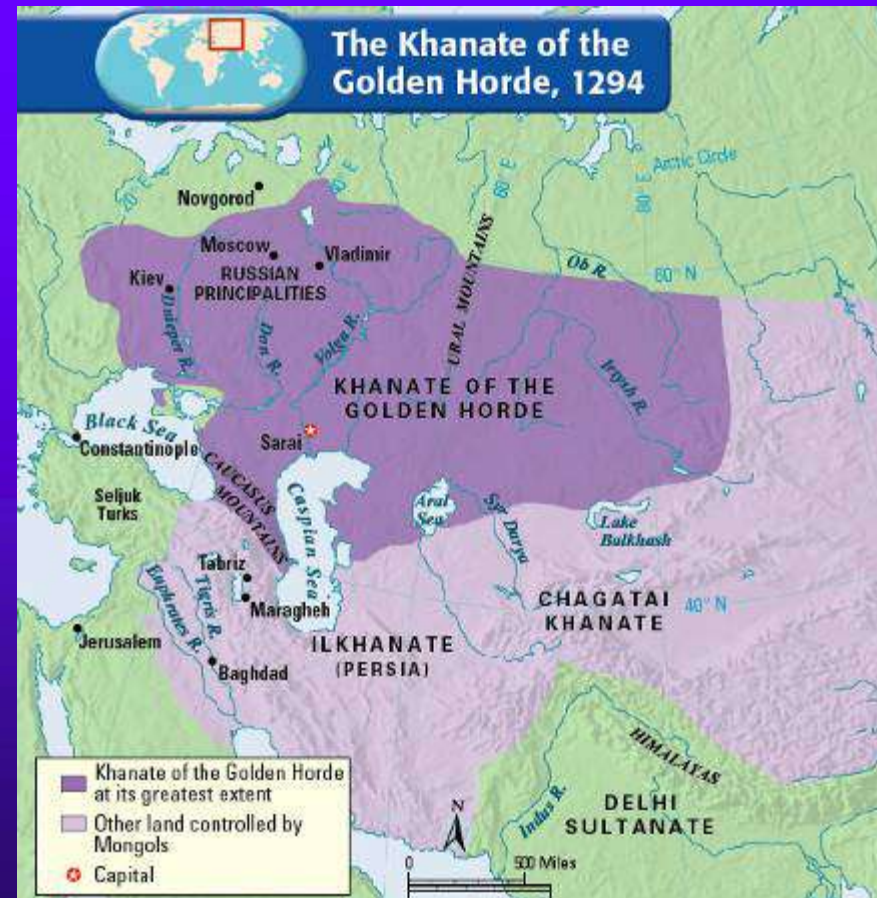 The Khanate of the
Golden Horde, 1294
Arctic Circle
20° E
60° E
80° E
Novgorod
Moscow
Vladimir
RUSSIAN
PRINCIPALITIES
Kiev
Dnieper R.
Don R.
Volga R.
URAL MOUNTAINS
Ob R.
60° N
Irtysh R.
KHANATE OF THE
GOLDEN HORDE
Black Sea
Constantinople
Sarai
CAUCASUS
MOUNTAINS
Caspian Sea
Aral
Sea
Syr Darya
Lake
Balkhash
Seljuk
Turks
Tabriz
Maragheh
Euphrates R.
Tigris R.
CHAGATAI
KHANATE
40° N
Jerusalem
Baghdad
ILKHANATE
(PERSIA)
HIMALAYAS
Indus R.
DELHI
SULTANATE
Khanate of the Golden Horde
at its greatest extent
Other land controlled by
Mongols
Capital
N
0
500 Miles